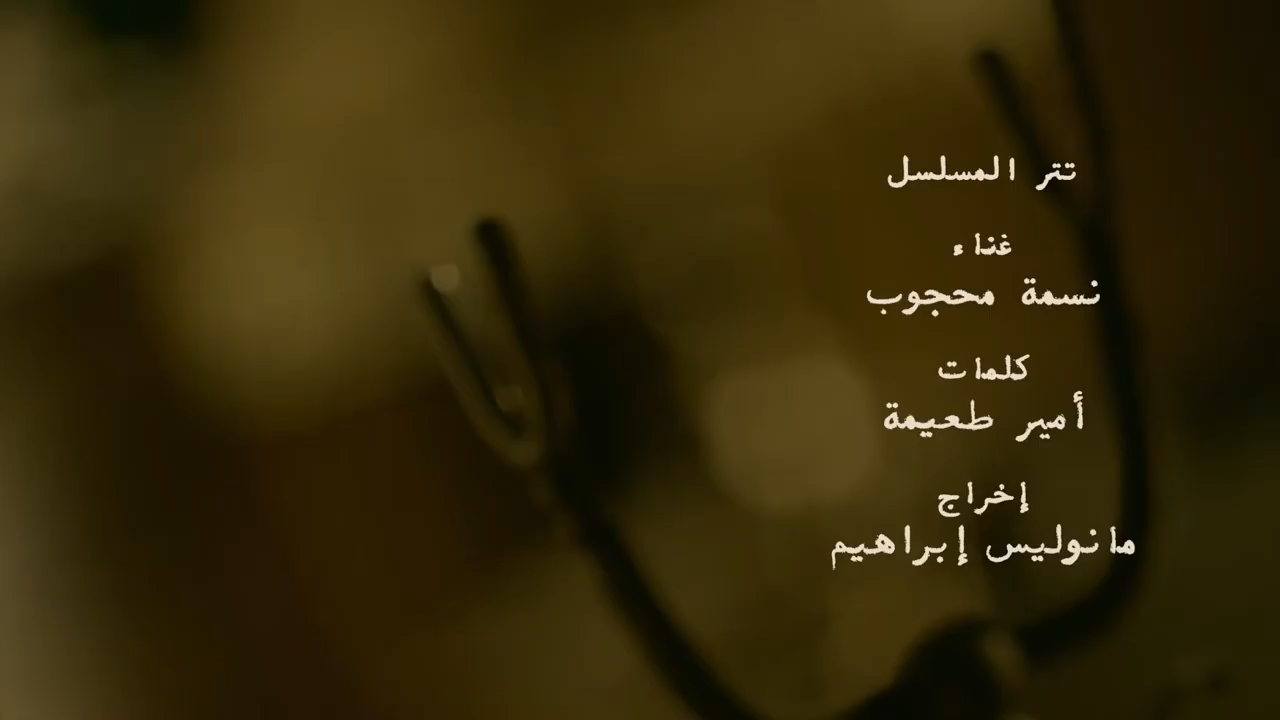 تتر المسلسل
غناء
نسمة محجوب
كلمات
أمير طعيمة
إخراج
مانوليس إبراهيم